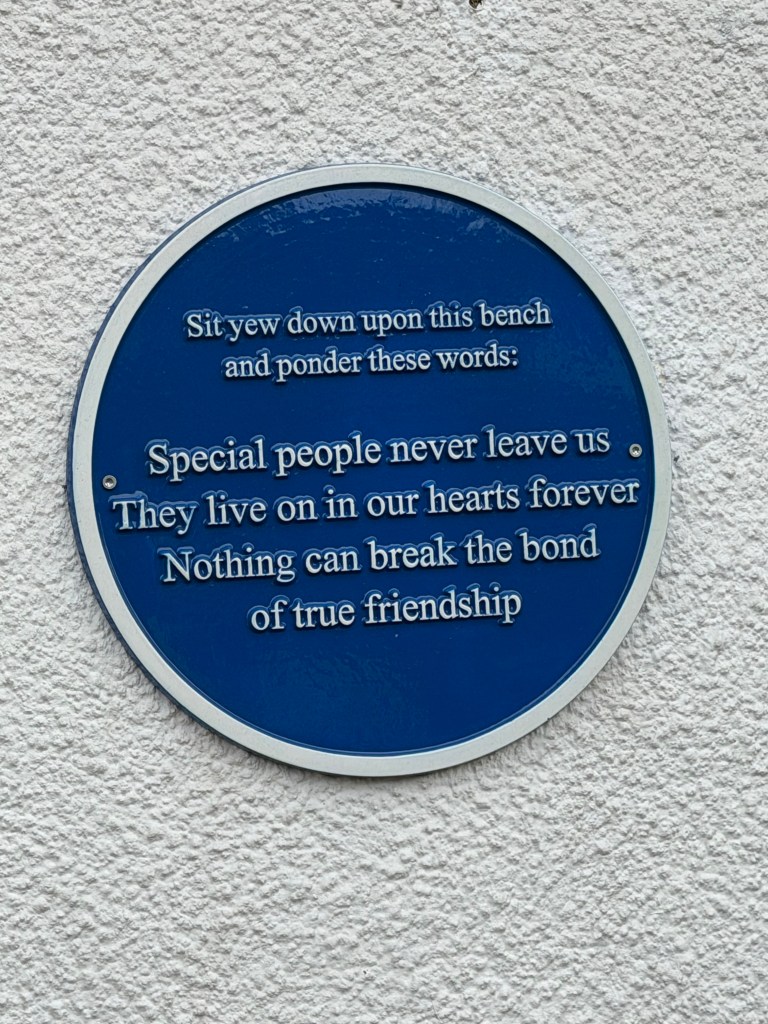 Sit yew down upon this bench
and ponder these words:
Special people never leave us
They live on in our hearts forever
Nothing can break the bond
of true friendship